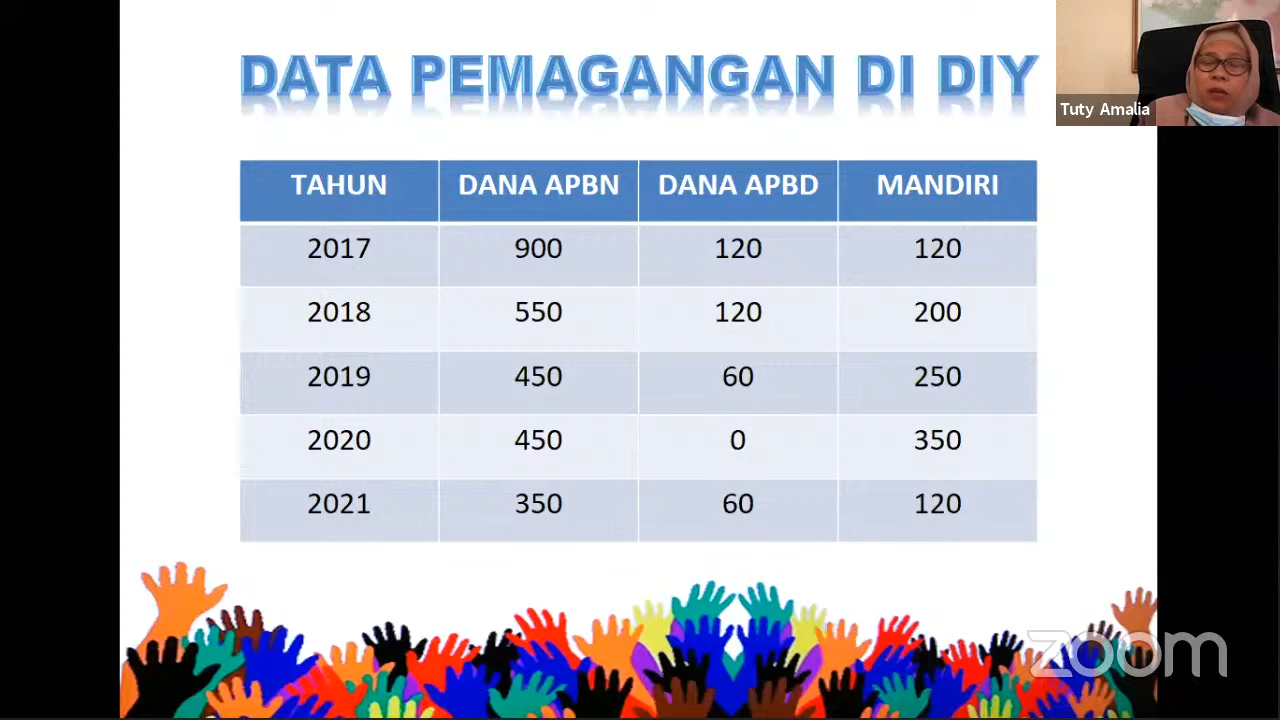 DATA PEMAGANGAN DI DIY
Tuty Amalia
TAHUN DANA APBN DANA APBD MANDIRI
2017 900 120 120
2018 550 120 200
2019 450 60 250
2020 450 0 350
2021 350 60 120
zoom